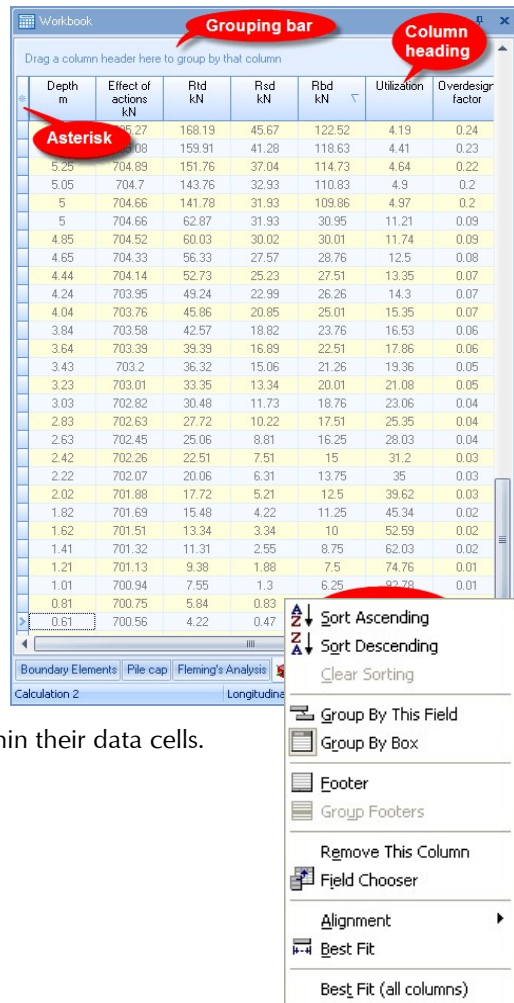 Workbook
Grouping bar
Column heading
Drag a column header here to group by that column
Depth m Effect of actions kN Rtd kN Rsd kN Rbd kN Utilization Overdesign factor
Asterisk
.27 168.19 45.67 122.52 4.19 0.24
.08 159.91 41.28 118.63 4.41 0.23
5.25 704.89 151.76 37.04 114.73 4.64 0.22
5.05 704.7 143.76 32.93 110.83 4.9 0.2
5 704.66 141.78 31.93 109.86 4.97 0.2
5 704.66 62.87 31.93 30.95 11.21 0.09
4.85 704.52 60.03 30.02 30.01 11.74 0.09
4.65 704.33 56.33 27.57 28.76 12.5 0.08
4.44 704.14 52.73 25.23 27.51 13.35 0.07
4.24 703.95 49.24 22.99 26.26 14.3 0.07
4.04 703.76 45.86 20.85 25.01 15.35 0.07
3.84 703.58 42.57 18.82 23.76 16.53 0.06
3.64 703.39 39.39 16.89 22.51 17.86 0.06
3.43 703.2 36.32 15.06 21.26 19.36 0.05
3.23 703.01 33.35 13.34 20.01 21.08 0.05
3.03 702.82 30.48 11.73 18.76 23.06 0.04
2.83 702.63 27.72 10.22 17.51 25.35 0.04
2.63 702.45 25.06 8.81 16.25 28.03 0.04
2.42 702.26 22.51 7.51 15 31.2 0.03
2.22 702.07 20.06 6.31 13.75 35 0.03
2.02 701.88 17.72 5.21 12.5 39.62 0.03
1.82 701.69 15.48 4.22 11.25 45.34 0.02
1.62 701.51 13.34 3.34 10 52.59 0.02
1.41 701.32 11.31 2.55 8.75 62.03 0.02
1.21 701.13 9.38 1.88 7.5 74.76 0.01
1.01 700.94 7.55 1.3 6.25 92.78 0.01
0.81 700.75 5.84 0.83
0.61 700.56 4.22 0.47
Boundary Elements Pile cap Fleming's Analysis
Calculation 2 Longitudina
hin their data cells.
Sort Ascending
Sort Descending
Clear Sorting
Group By This Field
Group By Box
Footer
Group Footers
Remove This Column
Field Chooser
Alignment
Best Fit
Best Fit (all columns)